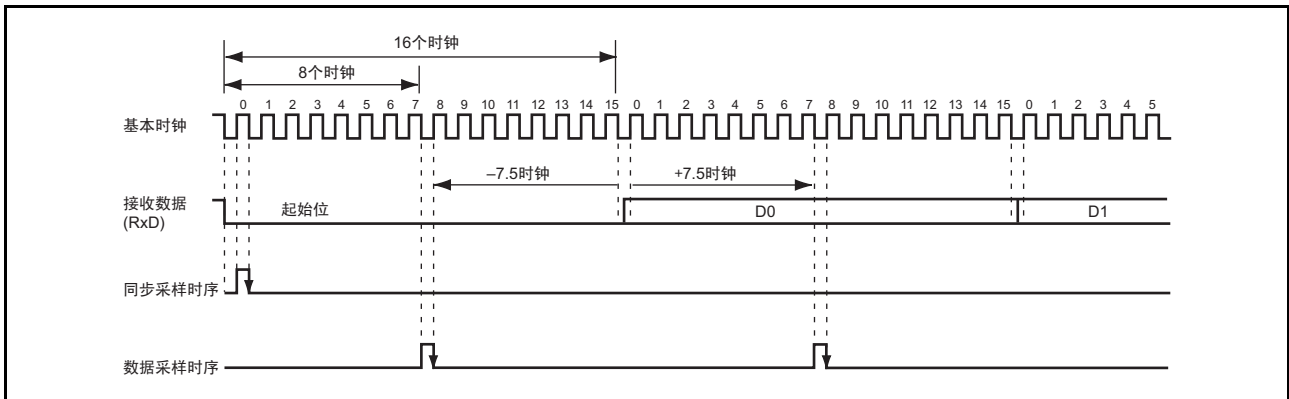 16个时钟
8个时钟
0 1 2 3 4 5 6 7 8 9 10 11 12 13 14 15 0 1 2 3 4 5 6 7 8 9 10 11 12 13 14 15 0 1 2 3 4 5
基本时钟
–7.5时钟 +7.5时钟
接收数据
(RxD)
起始位 D0 D1
同步采样时序
数据采样时序